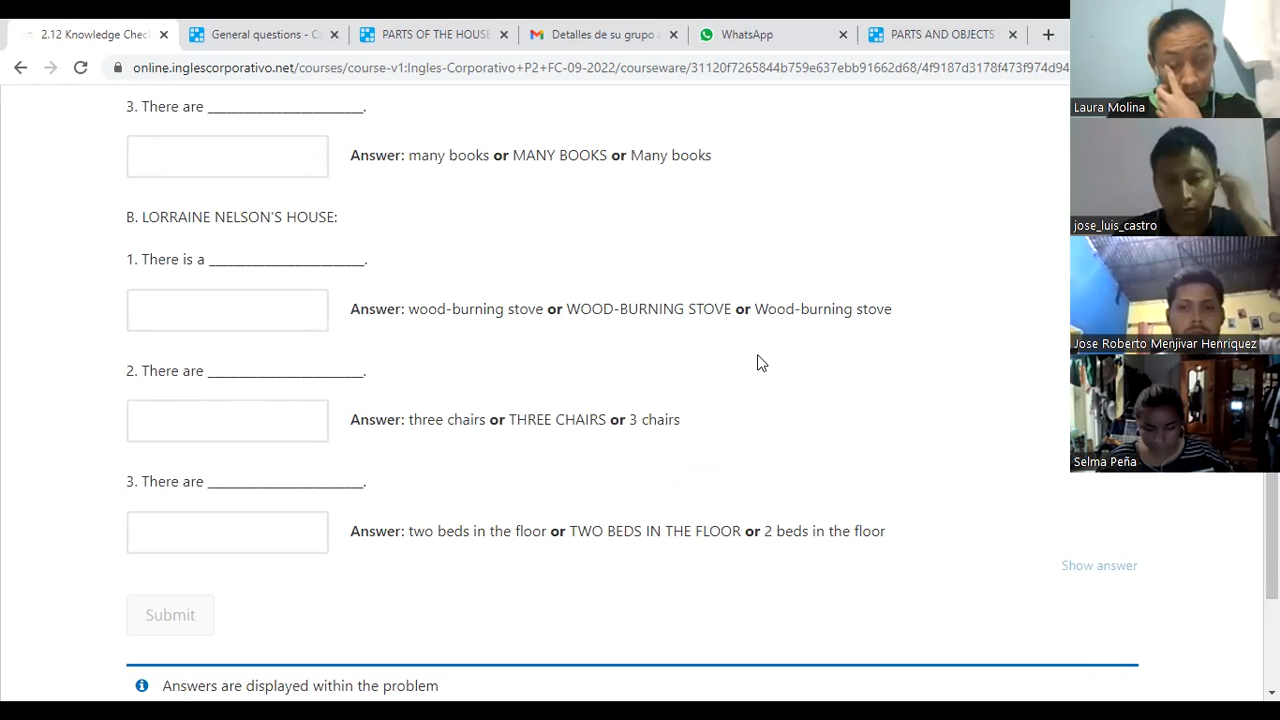 2.12 Knowledge Chec
General questions - C
PARTS OF THE HOUSE
Detalles de su grupo
WhatsApp
PARTS AND OBJECTS
online.inglescorporativo.net/courses/course-v1:Ingles-Corporativo+P2+FC-09-2022/courseware/31120f7265844b759e637ebb91662d68/4f9187d3178f473f974d94
3. There are ________________________.
Answer: many books or MANY BOOKS or Many books
B. LORRAINE NELSON'S HOUSE:
1. There is a ________________________.
Answer: wood-burning stove or WOOD-BURNING STOVE or Wood-burning stove
2. There are ________________________.
Answer: three chairs or THREE CHAIRS or 3 chairs
3. There are ________________________.
Answer: two beds in the floor or TWO BEDS IN THE FLOOR or 2 beds in the floor
Show answer
Submit
Answers are displayed within the problem
Laura Molina
jose_luis_castro
Jose Roberto Menjivar Henriquez
Selma Peña